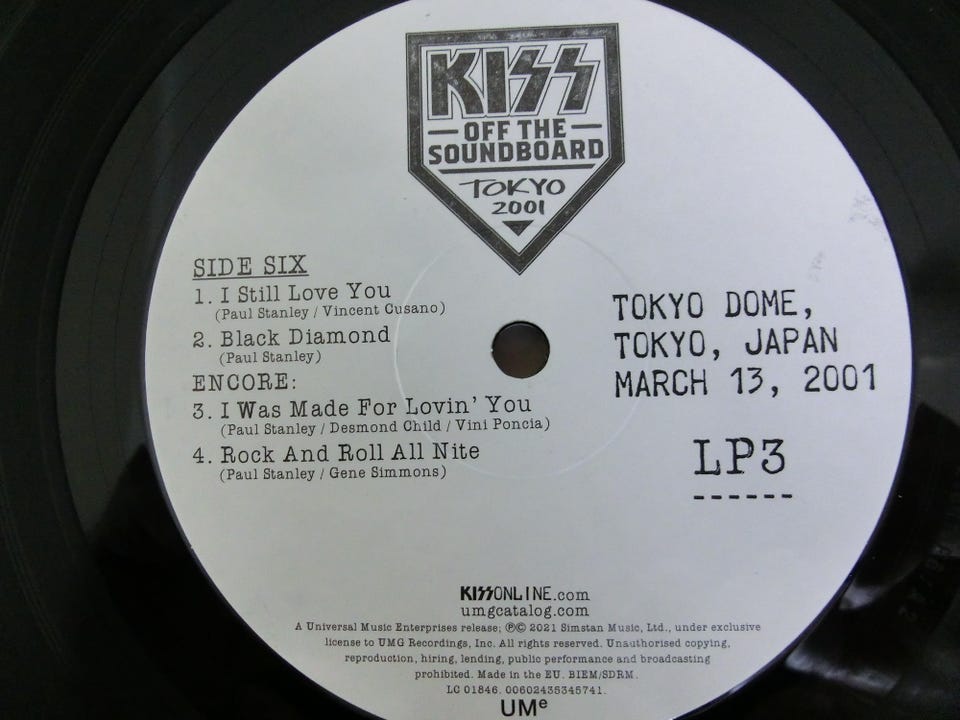 KISS
OFF THE
SOUNDBOARD
TOKYO
2001
SIDE SIX
1. I Still Love You
(Paul Stanley / Vincent Cusano)
2. Black Diamond
(Paul Stanley)
ENCORE:
3. I Was Made For Lovin' You
(Paul Stanley / Desmond Child / Vini Poncia)
4. Rock And Roll All Nite
(Paul Stanley / Gene Simmons)
TOKYO DOME,
TOKYO, JAPAN
MARCH 13, 2001
LP3
------
KISSONLINE.com
umgcatalog.com
A Universal Music Enterprises release; ℗© 2021 Simstan Music, Ltd., under exclusive
license to UMG Recordings, Inc. All rights reserved. Unauthorised copying,
reproduction, hiring, lending, public performance and broadcasting
prohibited. Made in the EU. BIEM/SDRM.
LC 01846. 00602435345741.
UMe